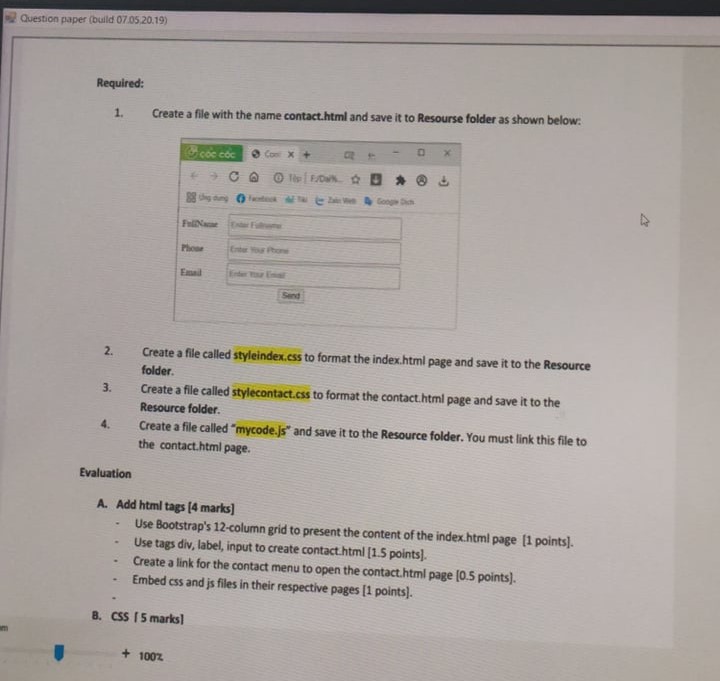 Question paper (build 07.05.20.19)
Required:
1. Create a file with the name contact.html and save it to Resourse folder as shown below:
cốc cốc Con × +
Tệp F:/Da
Ứng dụng Facebook Tiki Zalo Web Google Dịch
FullName Enter Fullname
Phone Enter Your Phone
Email Enter Your Email
Send
2. Create a file called styleindex.css to format the index.html page and save it to the Resource
folder.
3. Create a file called stylecontact.css to format the contact.html page and save it to the
Resource folder.
4. Create a file called "mycode.js" and save it to the Resource folder. You must link this file to
the contact.html page.
Evaluation
A. Add html tags [4 marks]
- Use Bootstrap's 12-column grid to present the content of the index.html page [1 points].
- Use tags div, label, input to create contact.html [1.5 points].
- Create a link for the contact menu to open the contact.html page [0.5 points].
- Embed css and js files in their respective pages [1 points].
-
B. CSS [ 5 marks]
+ 100%